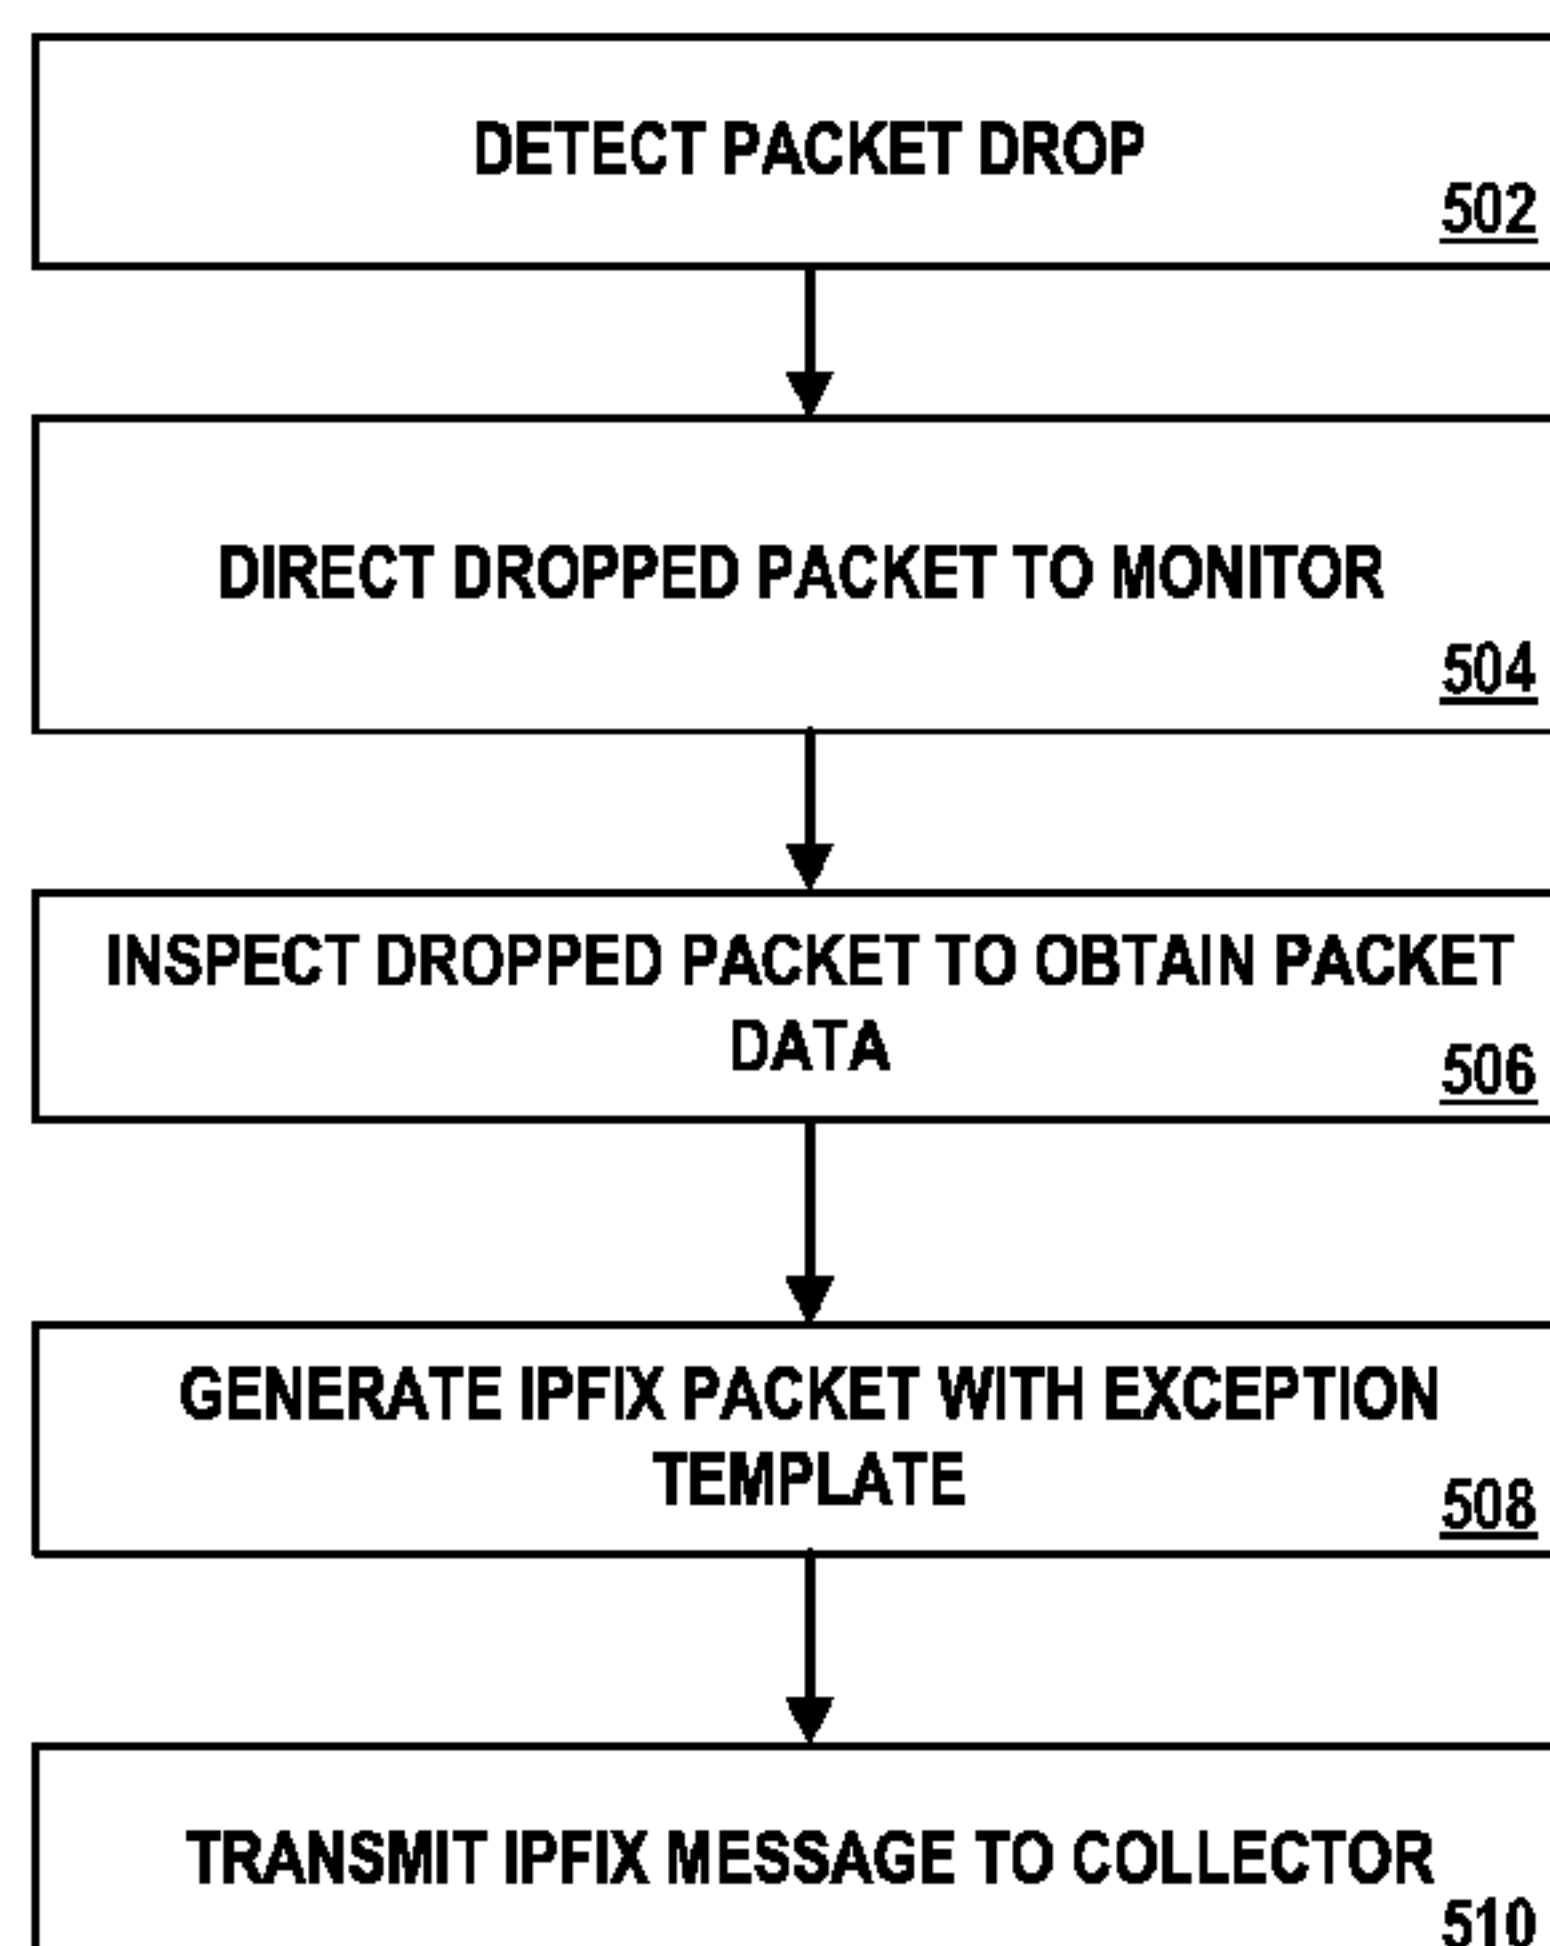 DETECT PACKET DROP
502
DIRECT DROPPED PACKET TO MONITOR
504
INSPECT DROPPED PACKET TO OBTAIN PACKET
DATA
506
GENERATE IPFIX PACKET WITH EXCEPTION
TEMPLATE
508
TRANSMIT IPFIX MESSAGE TO COLLECTOR
510